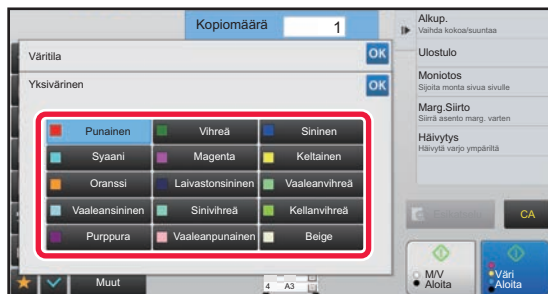 Kopiomäärä 1
Väritila OK
Yksivärinen OK
Punainen Vihreä Sininen
Syaani Magenta Keltainen
Oranssi Laivastonsininen Vaaleanvihreä
Vaaleansininen Sinivihreä Kellanvihreä
Purppura Vaaleanpunainen Beige
Muut
4 A3
Alkup.
Vaihda kokoa/suuntaa
Ulostulo
Moniotos
Sijoita monta sivua sivulle
Marg.Siirto
Siirrä asento marg. varten
Häivytys
Häivytä varjo ympäriltä
CA
M/V
Aloita
Väri
Aloita